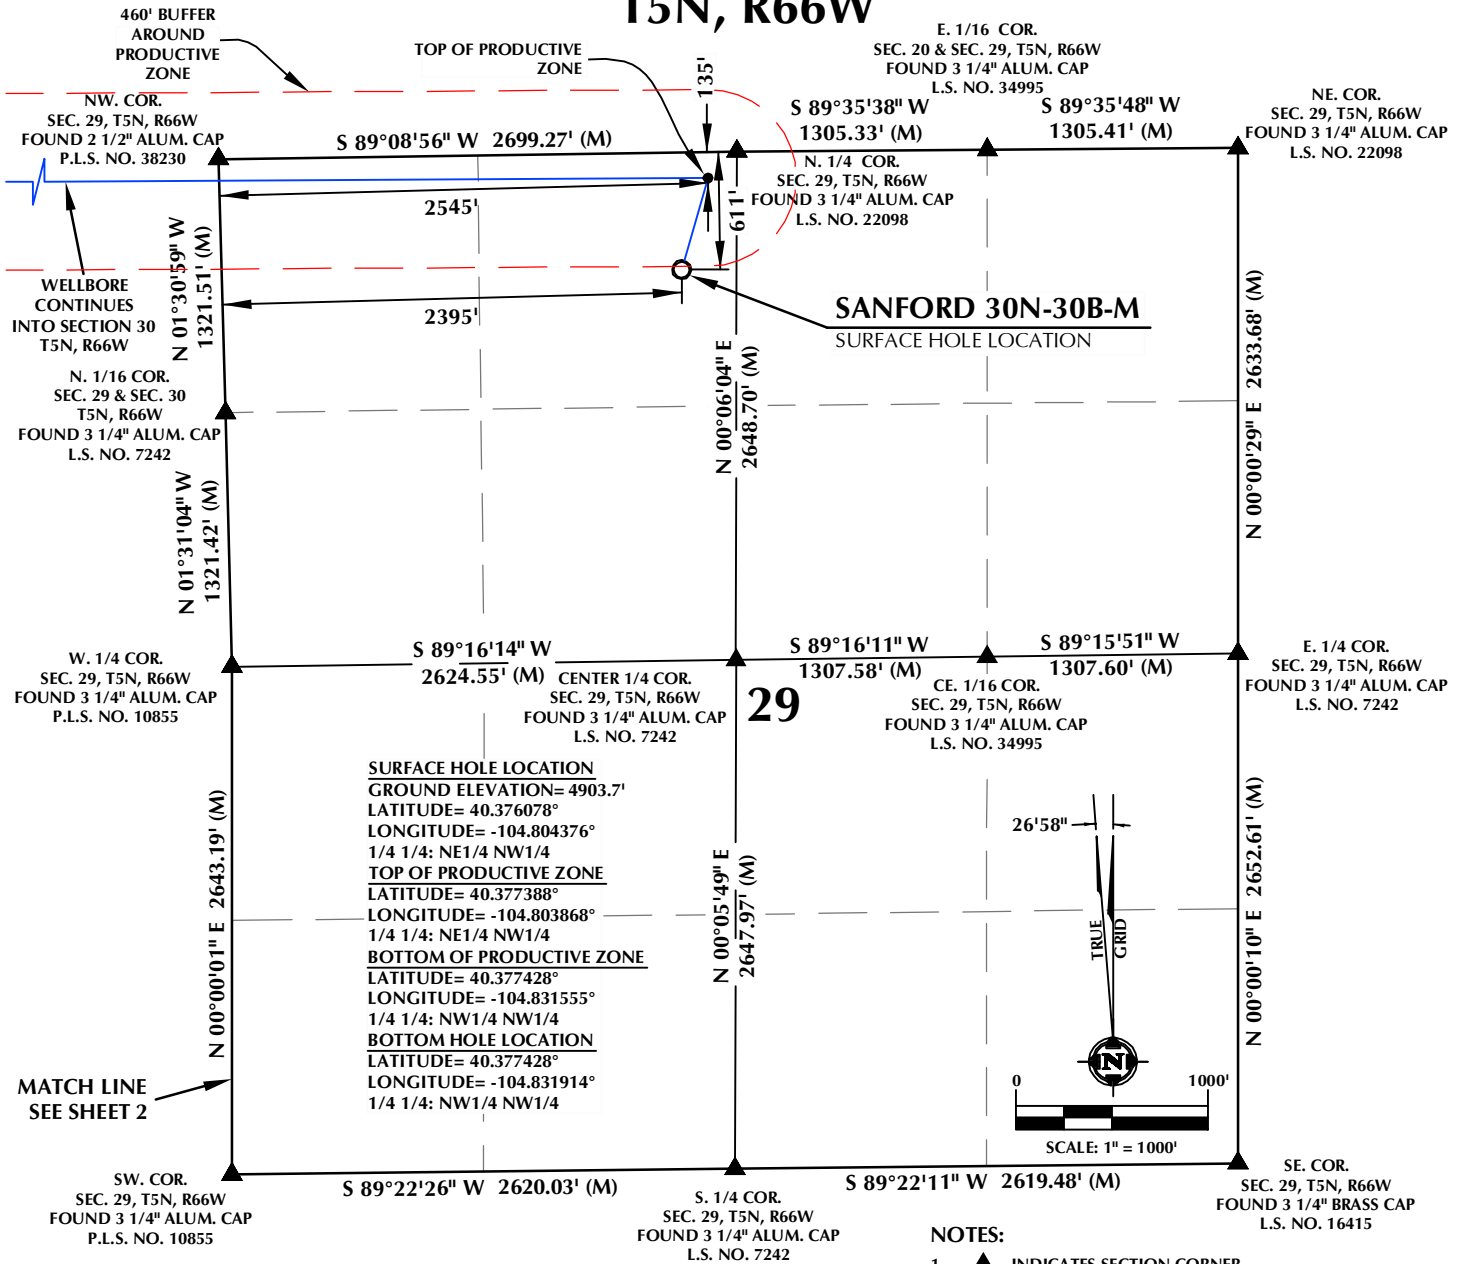 T5N, R66W
460' BUFFER
AROUND
PRODUCTIVE
ZONE
TOP OF PRODUCTIVE
ZONE
135'
E. 1/16 COR.
SEC. 20 & SEC. 29, T5N, R66W
FOUND 3 1/4" ALUM. CAP
L.S. NO. 34995
NW. COR.
SEC. 29, T5N, R66W
FOUND 2 1/2" ALUM. CAP
P.L.S. NO. 38230
S 89°08'56" W 2699.27' (M)
S 89°35'38" W
1305.33' (M)
S 89°35'48" W
1305.41' (M)
NE. COR.
SEC. 29, T5N, R66W
FOUND 3 1/4" ALUM. CAP
L.S. NO. 22098
N. 1/4 COR.
SEC. 29, T5N, R66W
FOUND 3 1/4" ALUM. CAP
L.S. NO. 22098
2545'
611'
WELLBORE
CONTINUES
INTO SECTION 30
T5N, R66W
N 01°30'59" W
1321.51' (M)
2395'
SANFORD 30N-30B-M
SURFACE HOLE LOCATION
N. 1/16 COR.
SEC. 29 & SEC. 30
T5N, R66W
FOUND 3 1/4" ALUM. CAP
L.S. NO. 7242
N 00°06'04" E
2648.70' (M)
N 00°00'29" E 2633.68' (M)
N 01°31'04" W
1321.42' (M)
W. 1/4 COR.
SEC. 29, T5N, R66W
FOUND 3 1/4" ALUM. CAP
P.L.S. NO. 10855
S 89°16'14" W
2624.55' (M)
CENTER 1/4 COR.
SEC. 29, T5N, R66W
FOUND 3 1/4" ALUM. CAP
L.S. NO. 7242
29
S 89°16'11" W
1307.58' (M)
S 89°15'51" W
1307.60' (M)
CE. 1/16 COR.
SEC. 29, T5N, R66W
FOUND 3 1/4" ALUM. CAP
L.S. NO. 34995
E. 1/4 COR.
SEC. 29, T5N, R66W
FOUND 3 1/4" ALUM. CAP
L.S. NO. 7242
SURFACE HOLE LOCATION
GROUND ELEVATION= 4903.7'
LATITUDE= 40.376078°
LONGITUDE= -104.804376°
1/4 1/4: NE1/4 NW1/4
TOP OF PRODUCTIVE ZONE
LATITUDE= 40.377388°
LONGITUDE= -104.803868°
1/4 1/4: NE1/4 NW1/4
BOTTOM OF PRODUCTIVE ZONE
LATITUDE= 40.377428°
LONGITUDE= -104.831555°
1/4 1/4: NW1/4 NW1/4
BOTTOM HOLE LOCATION
LATITUDE= 40.377428°
LONGITUDE= -104.831914°
1/4 1/4: NW1/4 NW1/4
N 00°00'01" E 2643.19' (M)
N 00°05'49" E
2647.97' (M)
N 00°00'10" E 2652.61' (M)
26'58"
TRUE
GRID
N
0 1000'
SCALE: 1" = 1000'
MATCH LINE
SEE SHEET 2
SW. COR.
SEC. 29, T5N, R66W
FOUND 3 1/4" ALUM. CAP
P.L.S. NO. 10855
S 89°22'26" W 2620.03' (M)
S. 1/4 COR.
SEC. 29, T5N, R66W
FOUND 3 1/4" ALUM. CAP
L.S. NO. 7242
S 89°22'11" W 2619.48' (M)
SE. COR.
SEC. 29, T5N, R66W
FOUND 3 1/4" BRASS CAP
L.S. NO. 16415
NOTES:
1. INDICATES SECTION CORNER